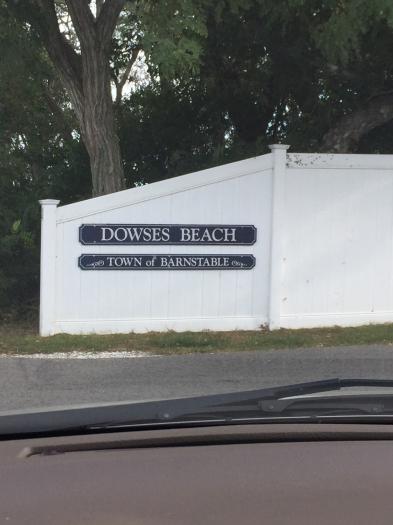 DOWSES BEACH
TOWN of BARNSTABLE